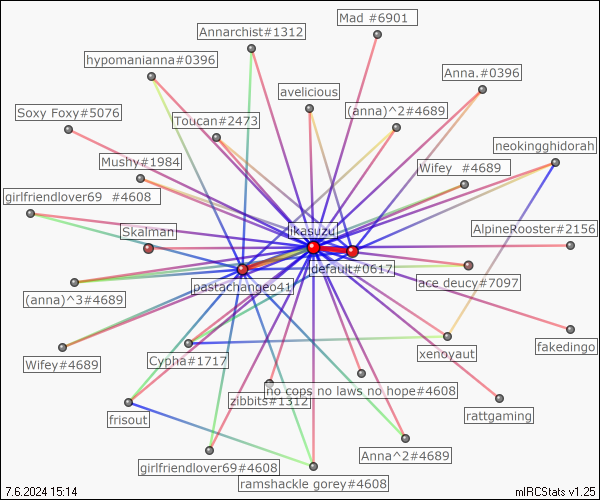 Mad #6901
Annarchist#1312
hypomanianna#0396
Anna.#0396
avelicious
Soxy Foxy#5076
Toucan#2473
(anna)^2#4689
neokingghidorah
Mushy#1984
Wifey  #4689
girlfriendlover69  #4608
Skalman
ikasuzu
AlpineRooster#2156
default#0617
pastachangeo41
ace deucy#7097
(anna)^3#4689
fakedingo
Wifey#4689
Cypha#1717
xenoyaut
no cops no laws no hope#4608
zibbits#1312
frisout
rattgaming
Anna^2#4689
girlfriendlover69#4608
ramshackle gorey#4608
7.6.2024 15:14
mIRCStats v1.25